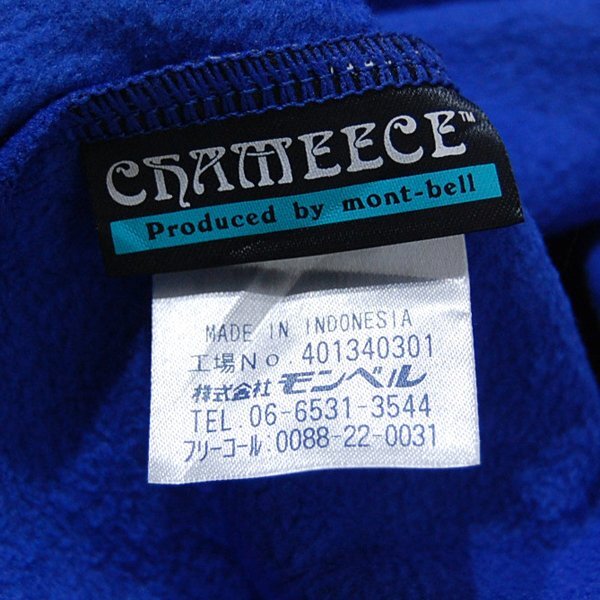 CHAMEECE™
Produced by mont-bell
MADE IN INDONESIA
工場No. 401340301
株式会社 モンベル
TEL. 06-6531-3544
フリーコール:0088-22-0031